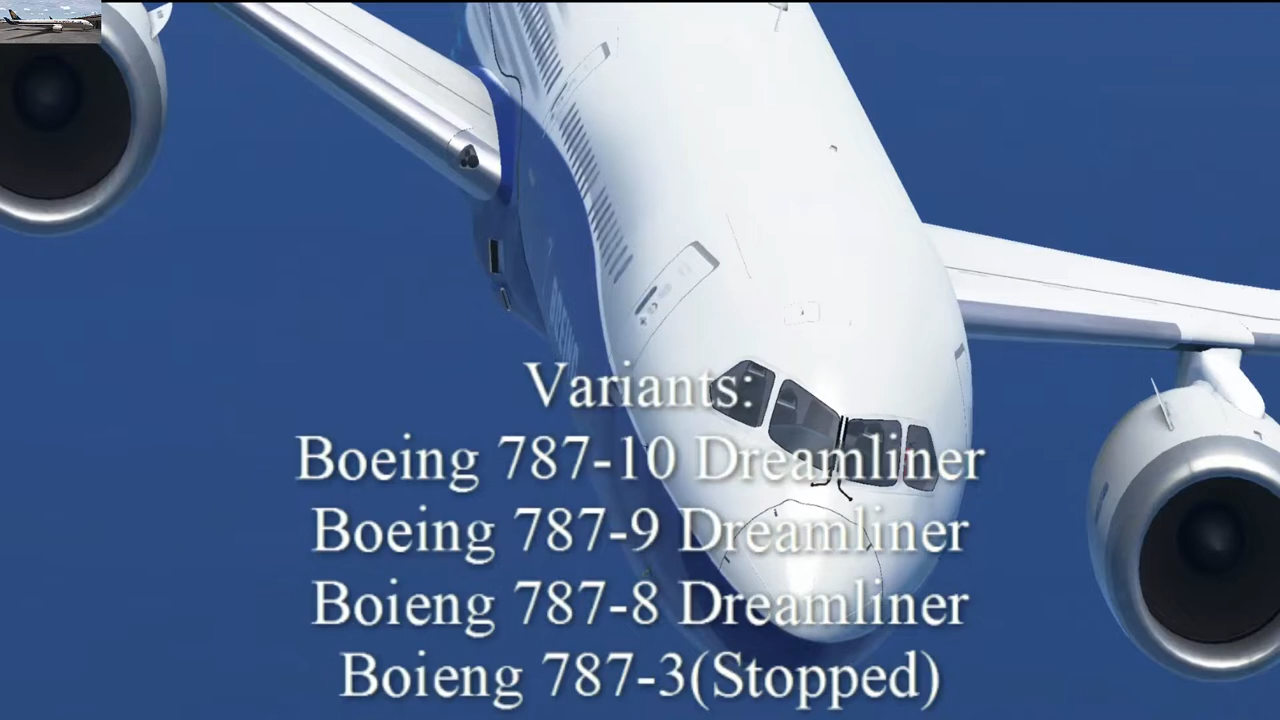 Variants:
Boeing 787-10 Dreamliner
Boeing 787-9 Dreamliner
Boieng 787-8 Dreamliner
Boieng 787-3(Stopped)